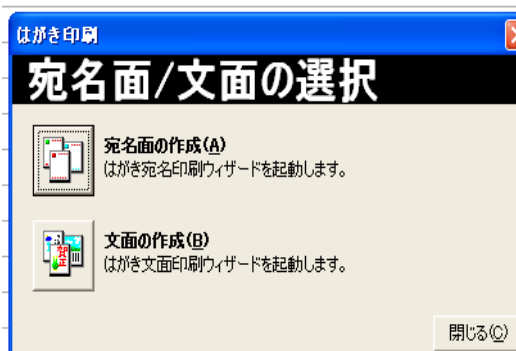 はがき印刷
宛名面/文面の選択
宛名面の作成(A)
はがき宛名印刷ウィザードを起動します。
文面の作成(B)
はがき文面印刷ウィザードを起動します。
閉じる(C)